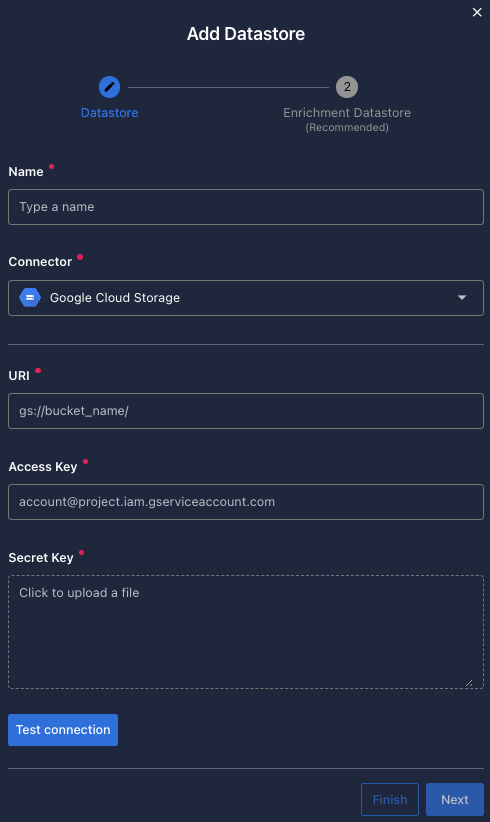 Add Datastore
2
Datastore
Enrichment Datastore
(Recommended)
Name
Type a name
Connector
Google Cloud Storage
URI
gs://bucket_name/
Access Key
account@project.iam.gserviceaccount.com
Secret Key
Click to upload a file
Test connection
Finish
Next